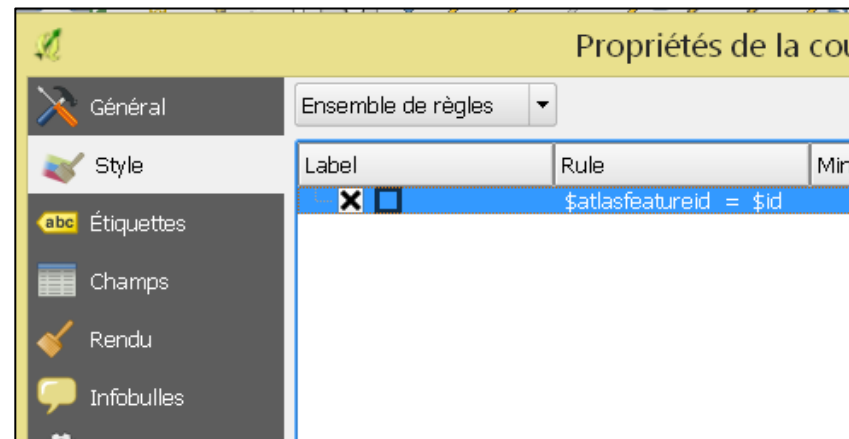 Propriétés de la cou
Général
Ensemble de règles
Style
Label Rule Min
$atlasfeatureid = $id
abc Étiquettes
Champs
Rendu
Infobulles